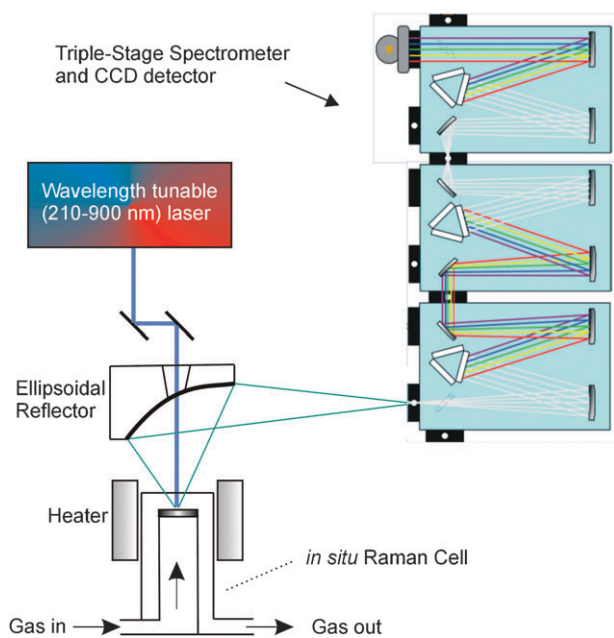 Triple-Stage Spectrometer
and CCD detector
Wavelength tunable
(210-900 nm) laser
Ellipsoidal
Reflector
Heater
in situ Raman Cell
Gas in
Gas out